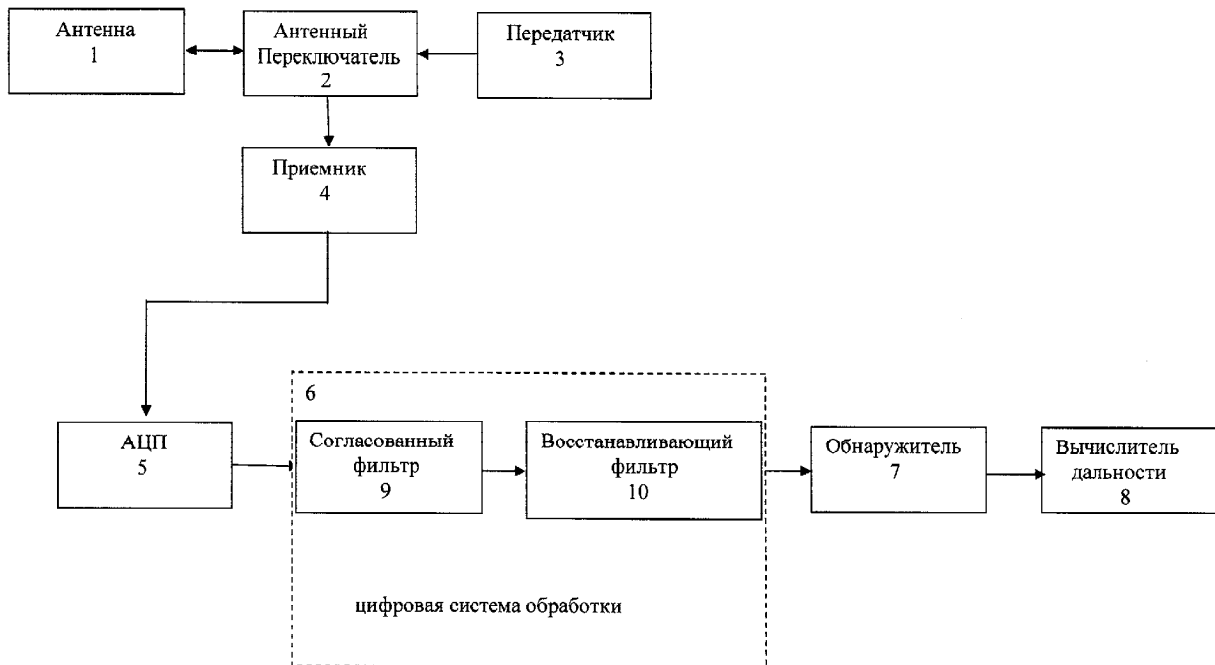 Антенна
1
Антенный
Переключатель
2
Передатчик
3
Приемник
4
6
АЦП
5
Согласованный
фильтр
9
Восстанавливающий
фильтр
10
Обнаружитель
7
Вычислитель
дальности
8
цифровая система обработки